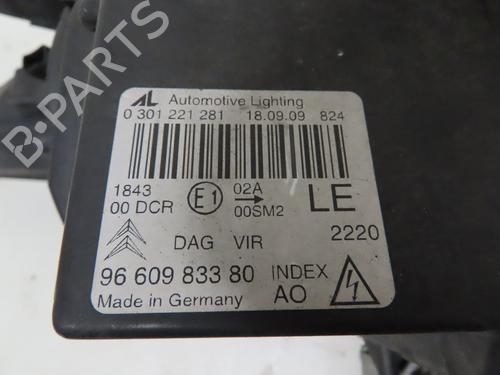 B-PARTS
AL Automotive Lighting
0 301 221 281 18.09.09 824
1843 02A
00 DCR E1 00SM2 LE
DAG VIR 2220
96 609 833 80 INDEX
Made in Germany AO